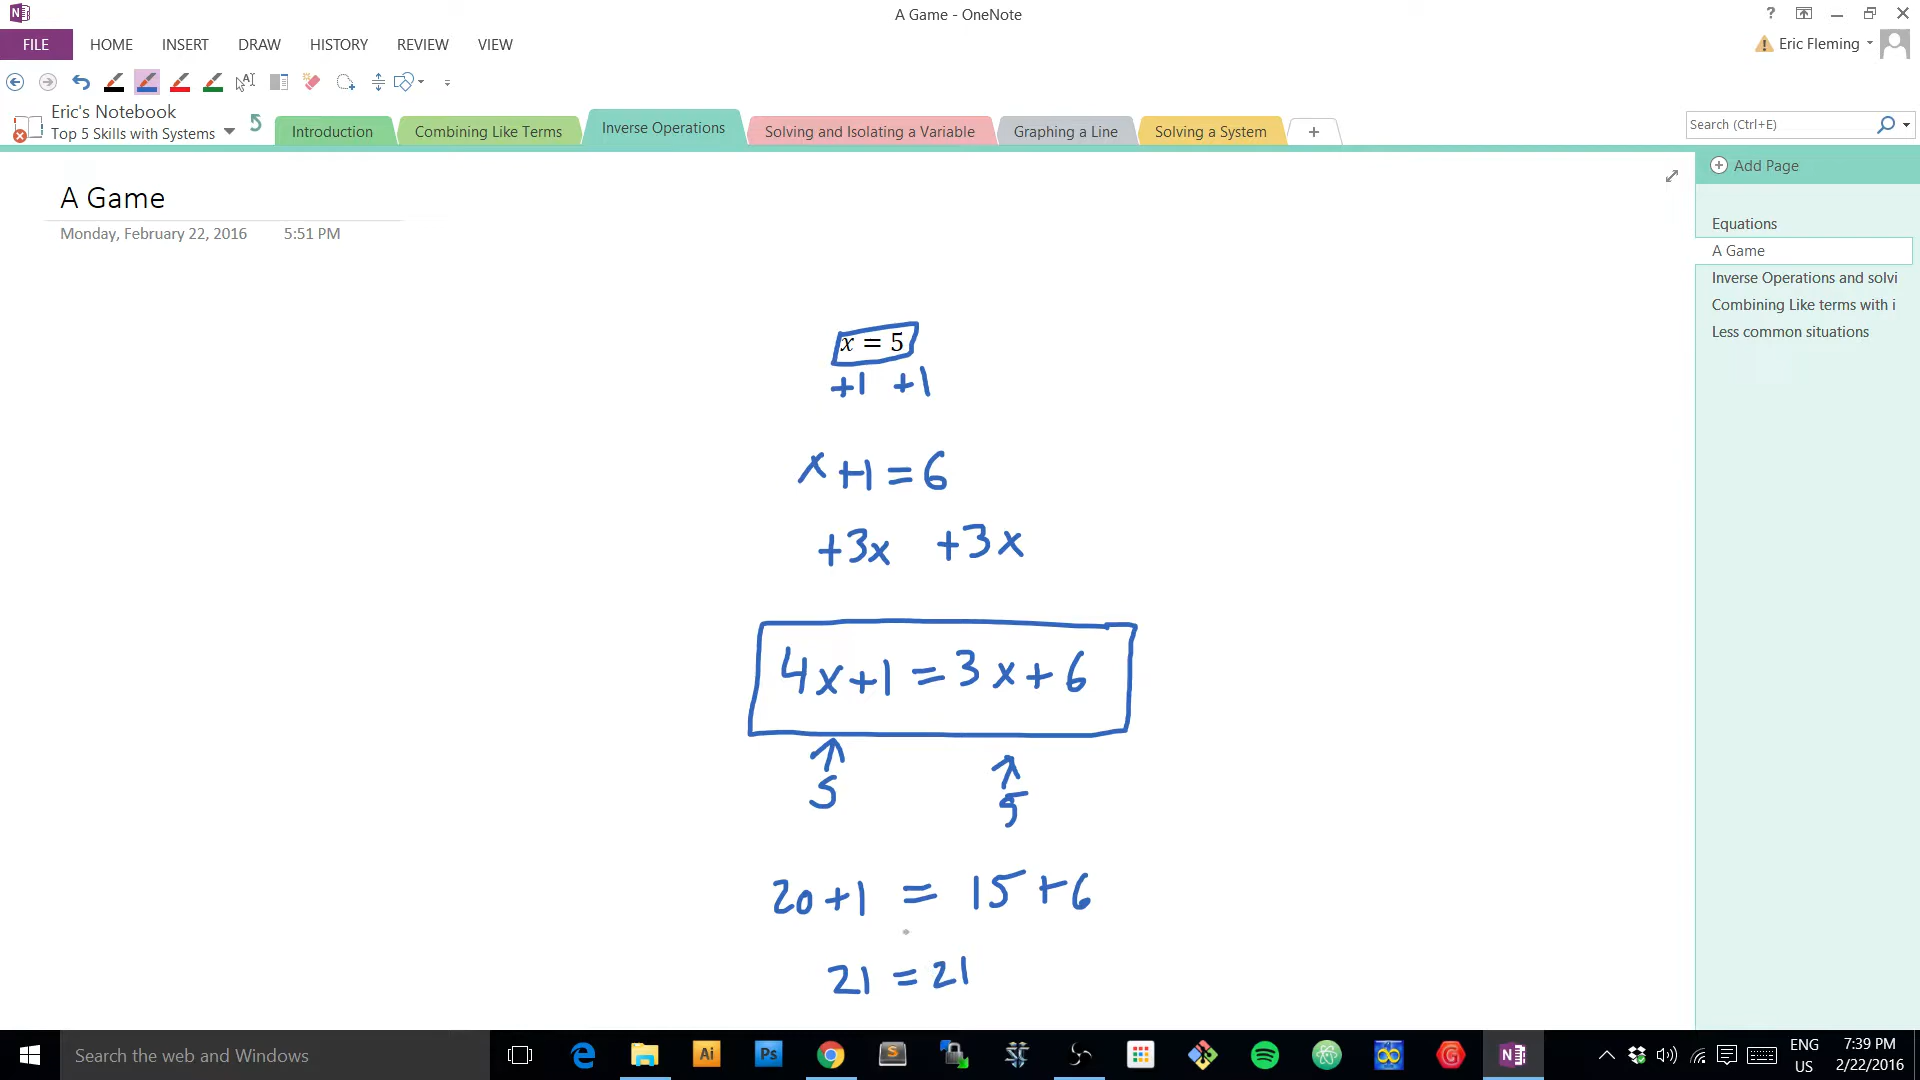 A Game - OneNote
?
FILE HOME INSERT DRAW HISTORY REVIEW VIEW
Eric Fleming
Eric's Notebook
Top 5 Skills with Systems
Introduction Combining Like Terms Inverse Operations Solving and Isolating a Variable Graphing a Line Solving a System +
Search (Ctrl+E)
Add Page
A Game
Monday, February 22, 2016 5:51 PM
Equations
A Game
Inverse Operations and solvi
Combining Like terms with i
Less common situations
x = 5
+1 +1
x+1=6
+3x +3x
4x+1=3x+6
5 5
20+1 = 15+6
21 = 21
Search the web and Windows
Ai Ps
ENG
US
7:39 PM
2/22/2016